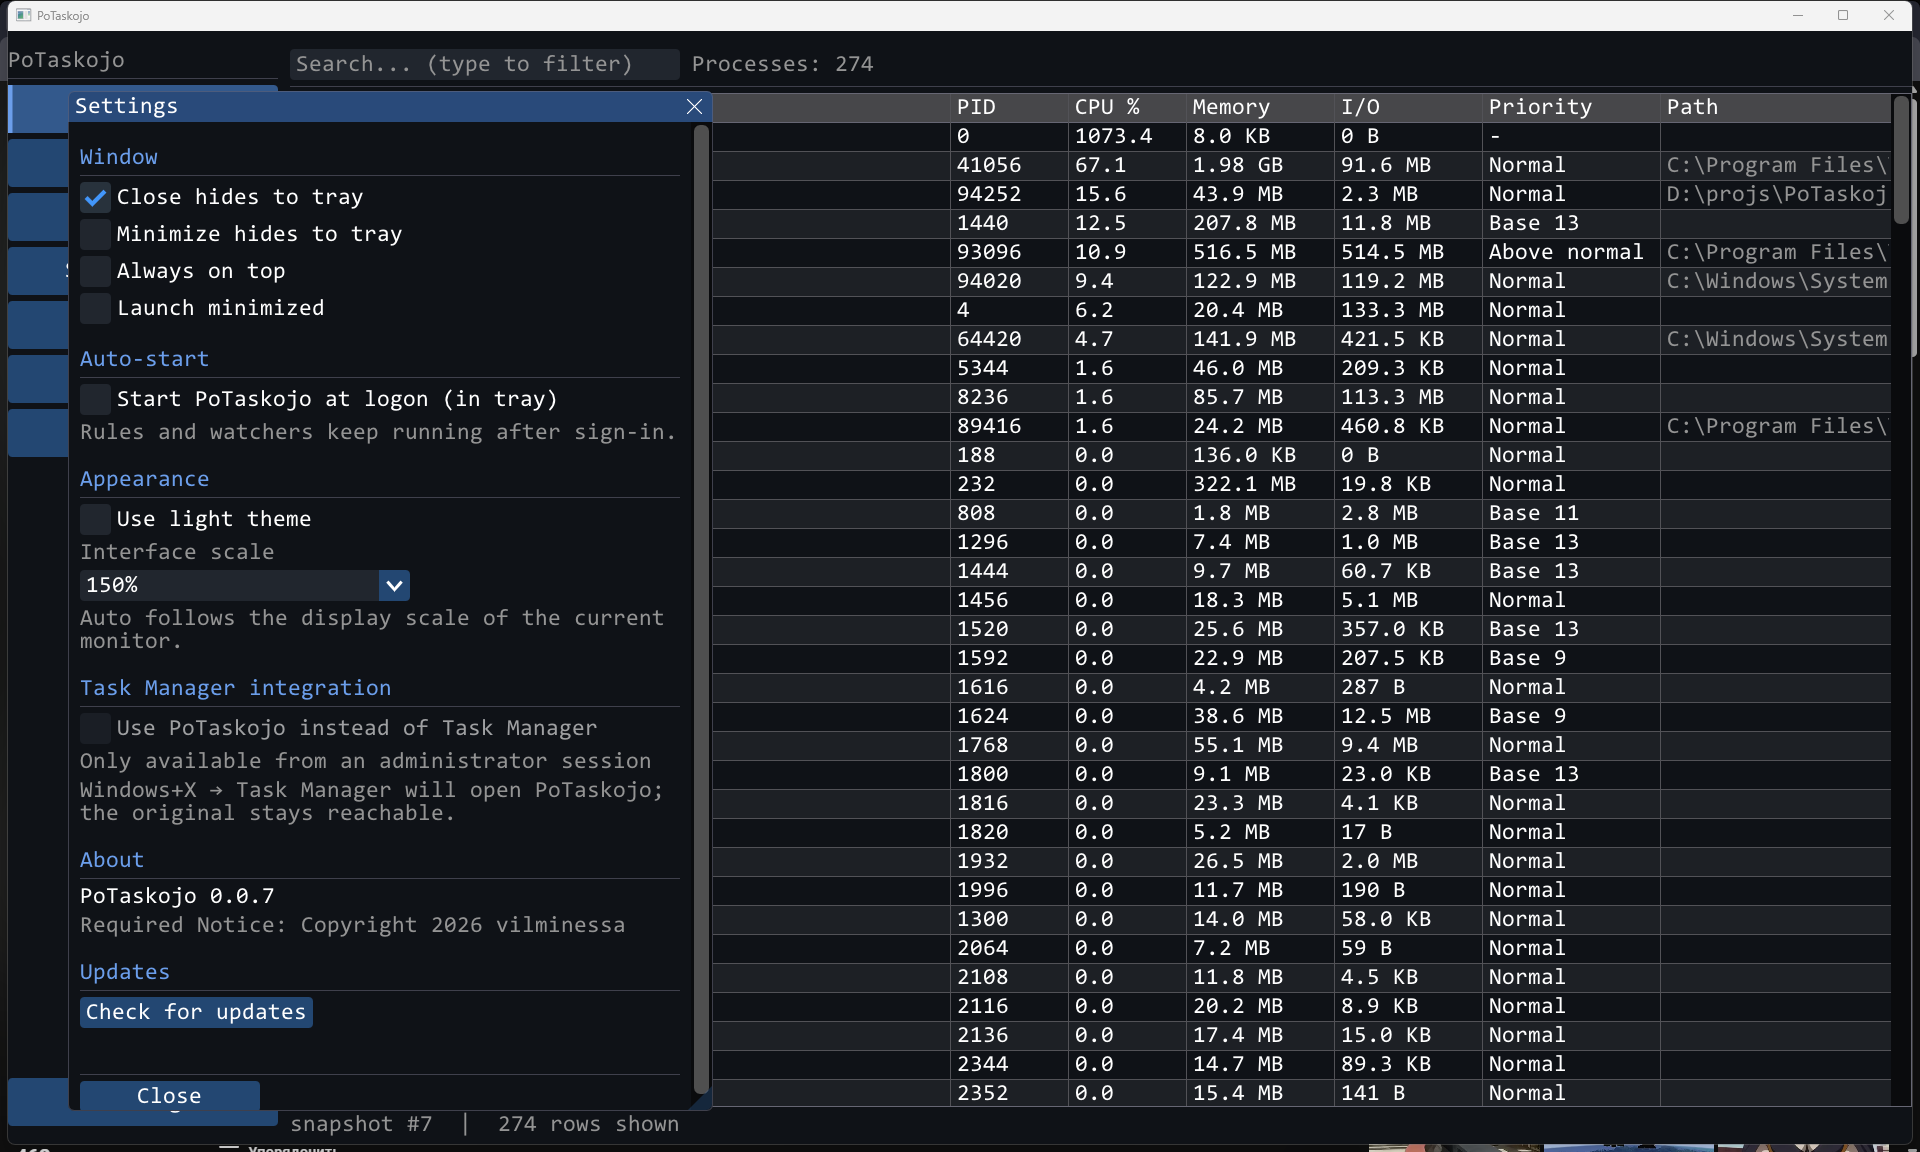 PoTaskojo
PoTaskojo
Search... (type to filter)
Processes: 274
Settings
Window
Close hides to tray
Minimize hides to tray
Always on top
Launch minimized
Auto-start
Start PoTaskojo at logon (in tray)
Rules and watchers keep running after sign-in.
Appearance
Use light theme
Interface scale
150%
Auto follows the display scale of the current
monitor.
Task Manager integration
Use PoTaskojo instead of Task Manager
Only available from an administrator session
Windows+X → Task Manager will open PoTaskojo;
the original stays reachable.
About
PoTaskojo 0.0.7
Required Notice: Copyright 2026 vilminessa
Updates
Check for updates
Close
PID CPU % Memory I/O Priority Path
0 1073.4 8.0 KB 0 B -
41056 67.1 1.98 GB 91.6 MB Normal C:\Program Files\
94252 15.6 43.9 MB 2.3 MB Normal D:\projs\PoTaskoj
1440 12.5 207.8 MB 11.8 MB Base 13
93096 10.9 516.5 MB 514.5 MB Above normal C:\Program Files\
94020 9.4 122.9 MB 119.2 MB Normal C:\Windows\System
4 6.2 20.4 MB 133.3 MB Normal
64420 4.7 141.9 MB 421.5 KB Normal C:\Windows\System
5344 1.6 46.0 MB 209.3 KB Normal
8236 1.6 85.7 MB 113.3 MB Normal
89416 1.6 24.2 MB 460.8 KB Normal C:\Program Files\
188 0.0 136.0 KB 0 B Normal
232 0.0 322.1 MB 19.8 KB Normal
808 0.0 1.8 MB 2.8 MB Base 11
1296 0.0 7.4 MB 1.0 MB Base 13
1444 0.0 9.7 MB 60.7 KB Base 13
1456 0.0 18.3 MB 5.1 MB Normal
1520 0.0 25.6 MB 357.0 KB Base 13
1592 0.0 22.9 MB 207.5 KB Base 9
1616 0.0 4.2 MB 287 B Normal
1624 0.0 38.6 MB 12.5 MB Base 9
1768 0.0 55.1 MB 9.4 MB Normal
1800 0.0 9.1 MB 23.0 KB Base 13
1816 0.0 23.3 MB 4.1 KB Normal
1820 0.0 5.2 MB 17 B Normal
1932 0.0 26.5 MB 2.0 MB Normal
1996 0.0 11.7 MB 190 B Normal
1300 0.0 14.0 MB 58.0 KB Normal
2064 0.0 7.2 MB 59 B Normal
2108 0.0 11.8 MB 4.5 KB Normal
2116 0.0 20.2 MB 8.9 KB Normal
2136 0.0 17.4 MB 15.0 KB Normal
2344 0.0 14.7 MB 89.3 KB Normal
2352 0.0 15.4 MB 141 B Normal
snapshot #7 | 274 rows shown